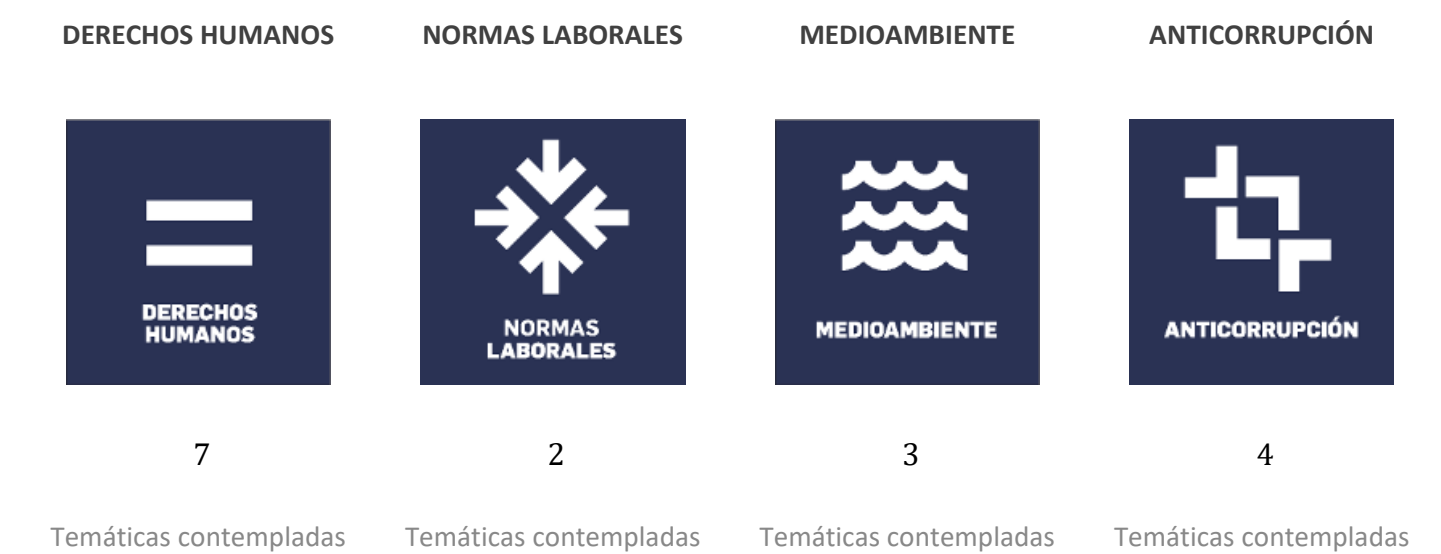 DERECHOS HUMANOS
NORMAS LABORALES
MEDIOAMBIENTE
ANTICORRUPCIÓN
DERECHOS
HUMANOS
NORMAS
LABORALES
MEDIOAMBIENTE
ANTICORRUPCIÓN
7
2
3
4
Temáticas contempladas
Temáticas contempladas
Temáticas contempladas
Temáticas contempladas